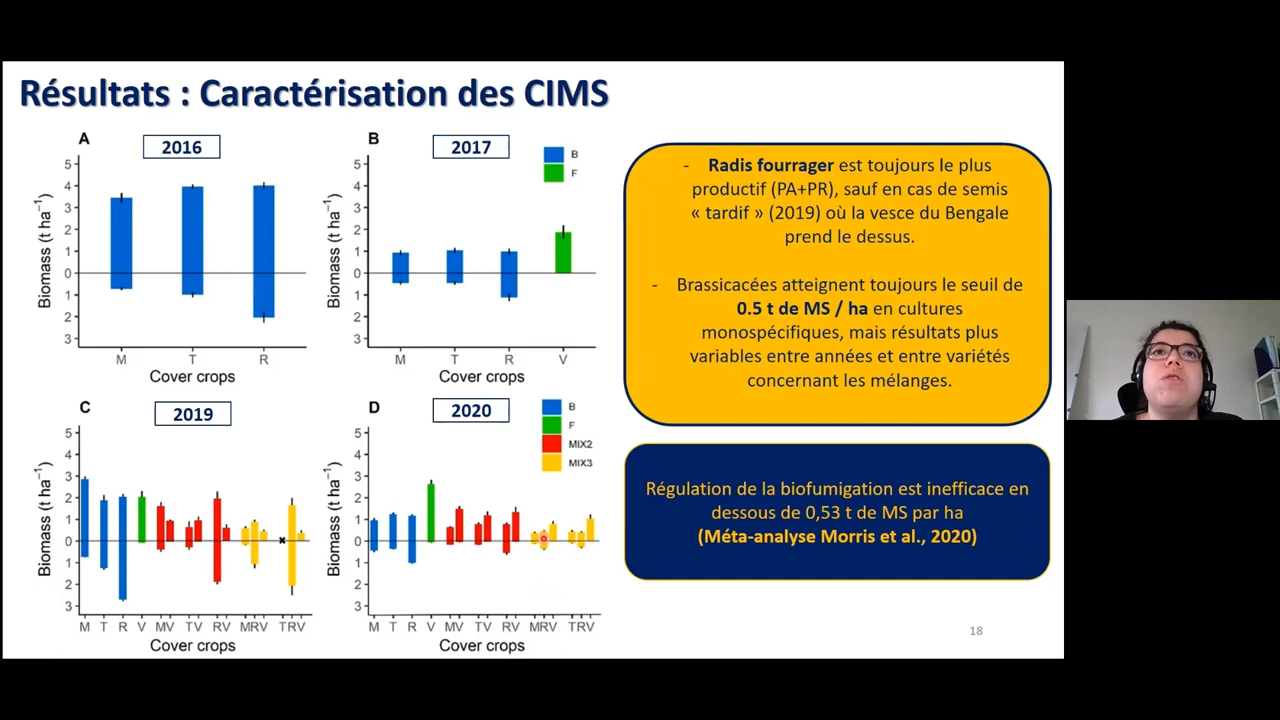 Résultats : Caractérisation des CIMS
A
2016
5
4
3
2
1
0
1
2
3
Biomass (t ha⁻¹)
M T R
Cover crops
B
2017
B
F
5
4
3
2
1
0
1
2
3
Biomass (t ha⁻¹)
M T R V
Cover crops
C
2019
5
4
3
2
1
0
1
2
3
Biomass (t ha⁻¹)
M T R V MV TV RV MRV TRV
Cover crops
D
2020
B
F
MIX2
MIX3
5
4
3
2
1
0
1
2
3
Biomass (t ha⁻¹)
M T R V MV TV RV MRV TRV
Cover crops
- Radis fourrager est toujours le plus
productif (PA+PR), sauf en cas de semis
« tardif » (2019) où la vesce du Bengale
prend le dessus.
- Brassicacées atteignent toujours le seuil de
0.5 t de MS / ha en cultures
monospécifiques, mais résultats plus
variables entre années et entre variétés
concernant les mélanges.
Régulation de la biofumigation est inefficace en
dessous de 0,53 t de MS par ha
(Méta-analyse Morris et al., 2020)
18